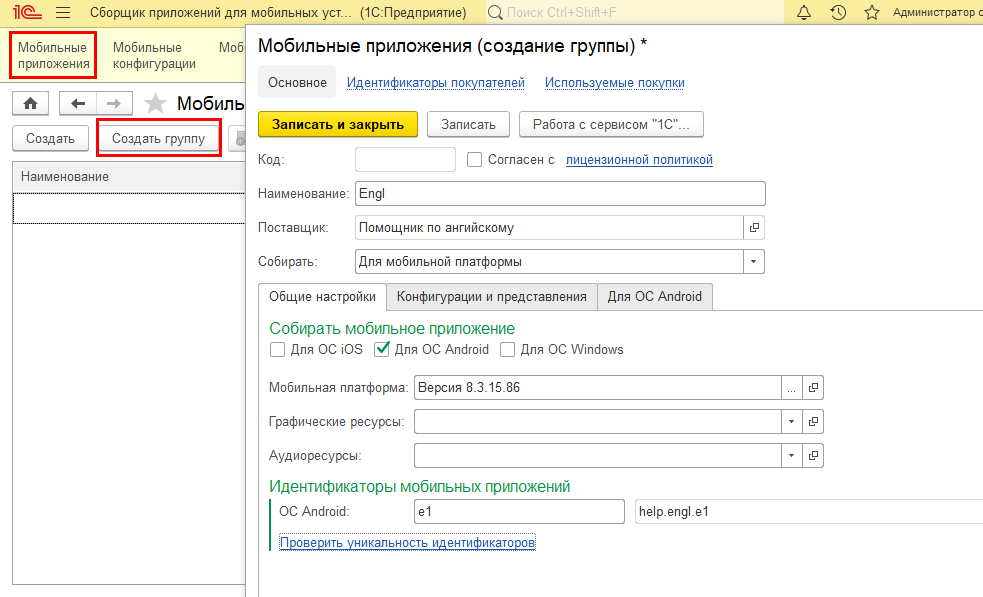 1С Сборщик приложений для мобильных уст... (1С:Предприятие) Поиск Ctrl+Shift+F Администратор с
Мобильные приложения
Мобильные конфигурации
Моб
Мобиль
Создать Создать группу
Наименование
Мобильные приложения (создание группы) *
Основное Идентификаторы покупателей Используемые покупки
Записать и закрыть Записать Работа с сервисом "1С"...
Код: Согласен с лицензионной политикой
Наименование: Engl
Поставщик: Помощник по ангийскому
Собирать: Для мобильной платформы
Общие настройки Конфигурации и представления Для ОС Android
Собирать мобильное приложение
Для ОС iOS Для ОС Android Для ОС Windows
Мобильная платформа: Версия 8.3.15.86 ...
Графические ресурсы:
Аудиоресурсы:
Идентификаторы мобильных приложений
ОС Android: e1 help.engl.e1
Проверить уникальность идентификаторов